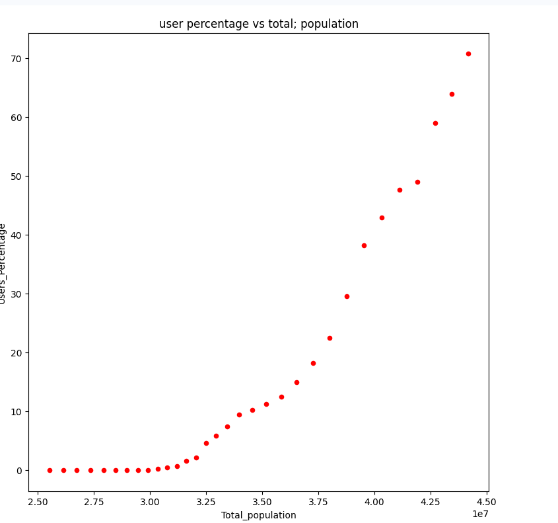 user percentage vs total; population
70
60
50
40
30
20
10
0
Users_Percentage
2.50 2.75 3.00 3.25 3.50 3.75 4.00 4.25 4.50
1e7
Total_population